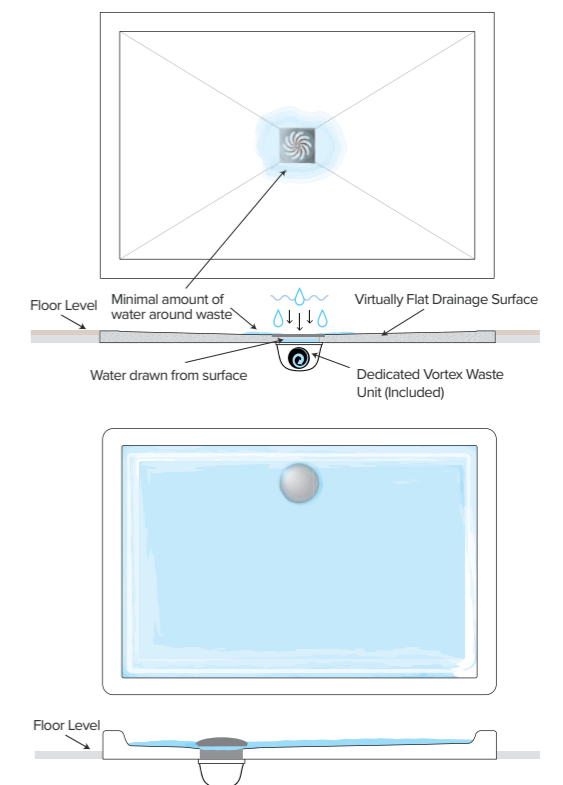 Floor Level
Minimal amount of
water around waste
Virtually Flat Drainage Surface
Water drawn from surface
Dedicated Vortex Waste
Unit (Included)
Floor Level